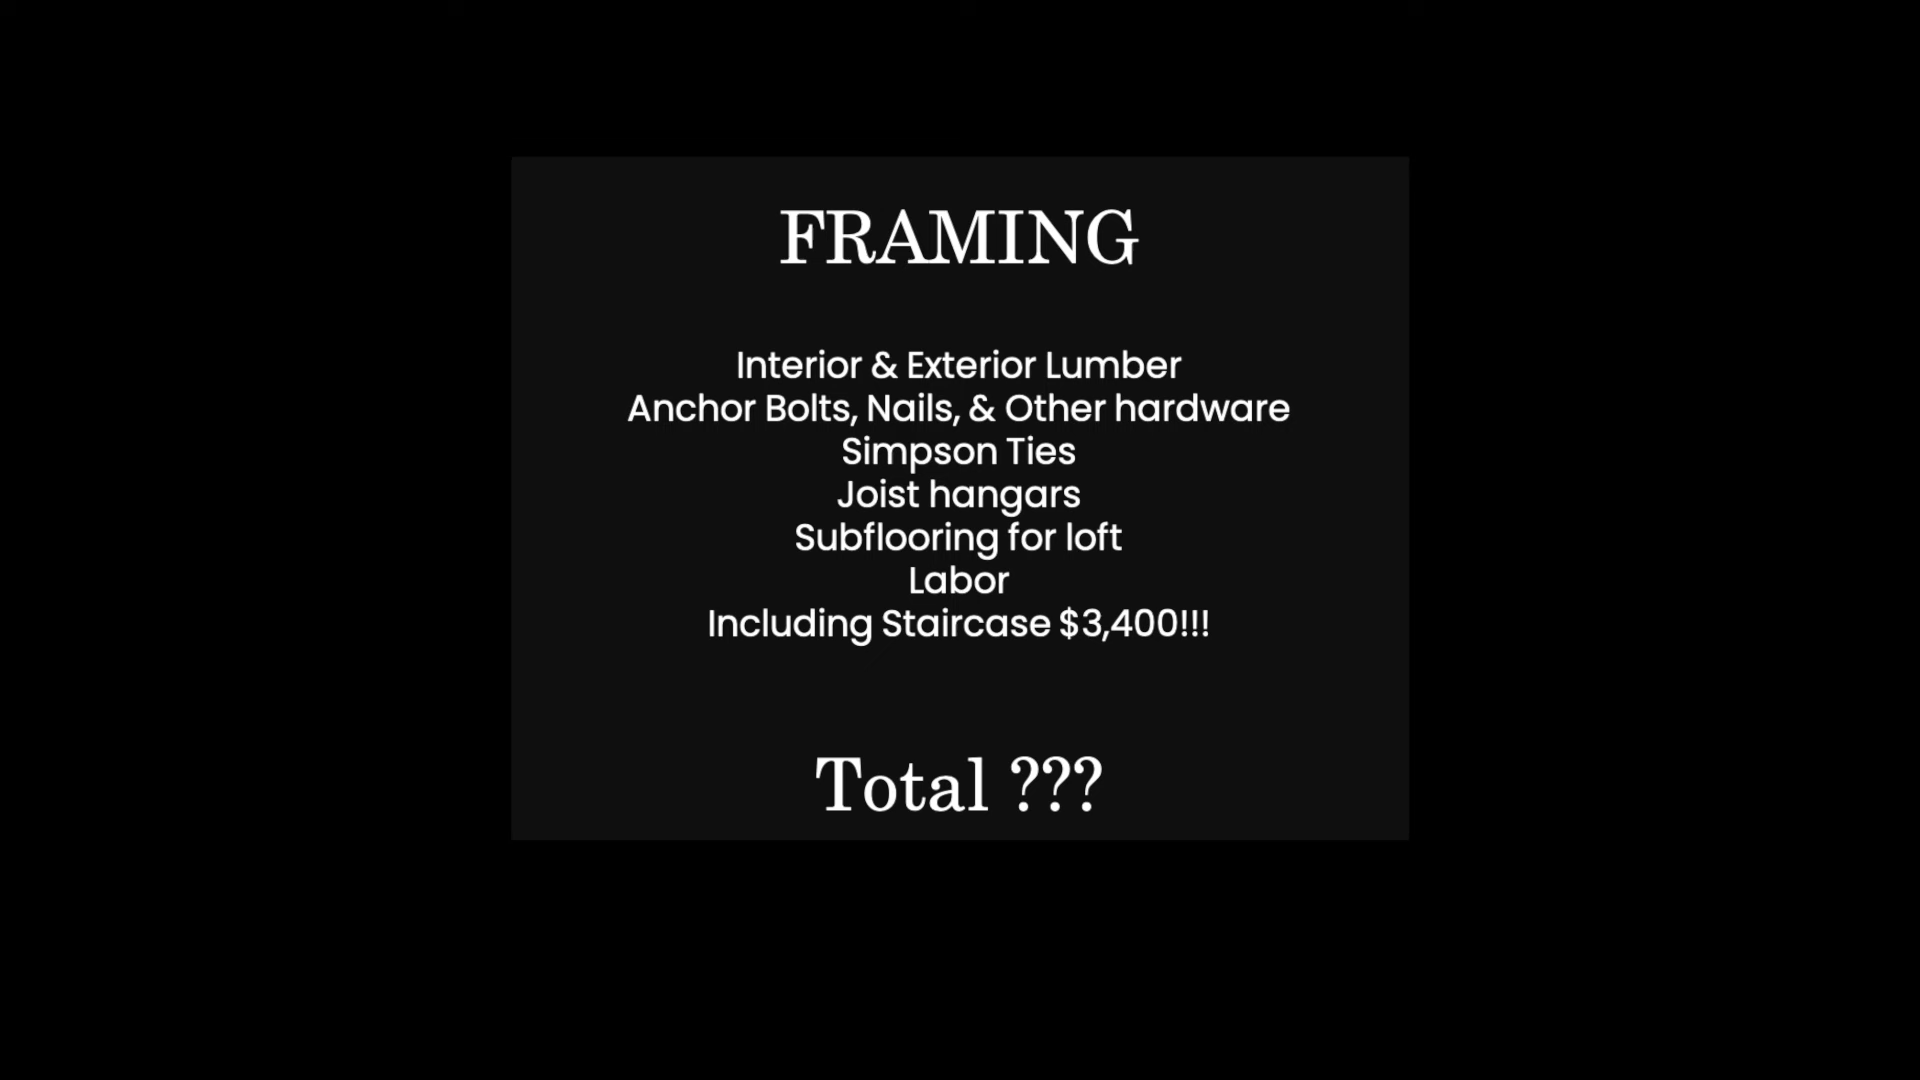 FRAMING
Interior & Exterior Lumber
Anchor Bolts, Nails, & Other hardware
Simpson Ties
Joist hangars
Subflooring for loft
Labor
Including Staircase $3,400!!!
Total ???